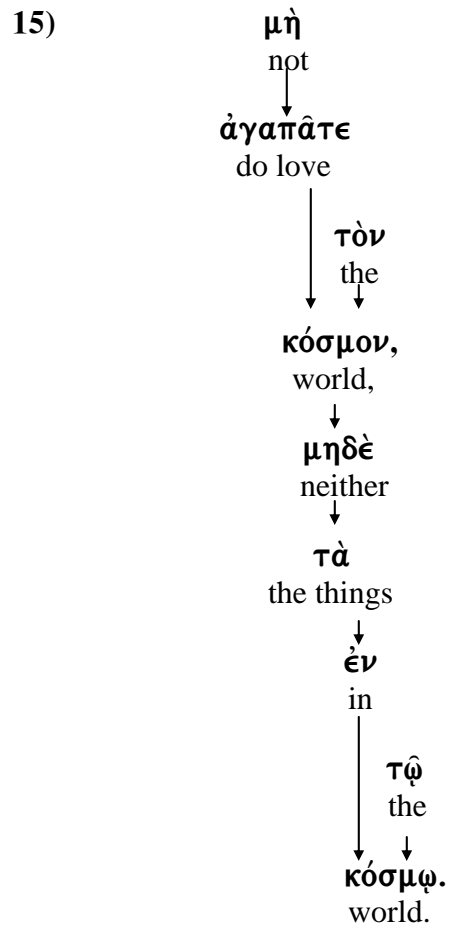 15) μὴ
not
ἀγαπᾶτε
do love
τὸν
the
κόσμον,
world,
μηδὲ
neither
τὰ
the things
ἐν
in
τῷ
the
κόσμῳ.
world.